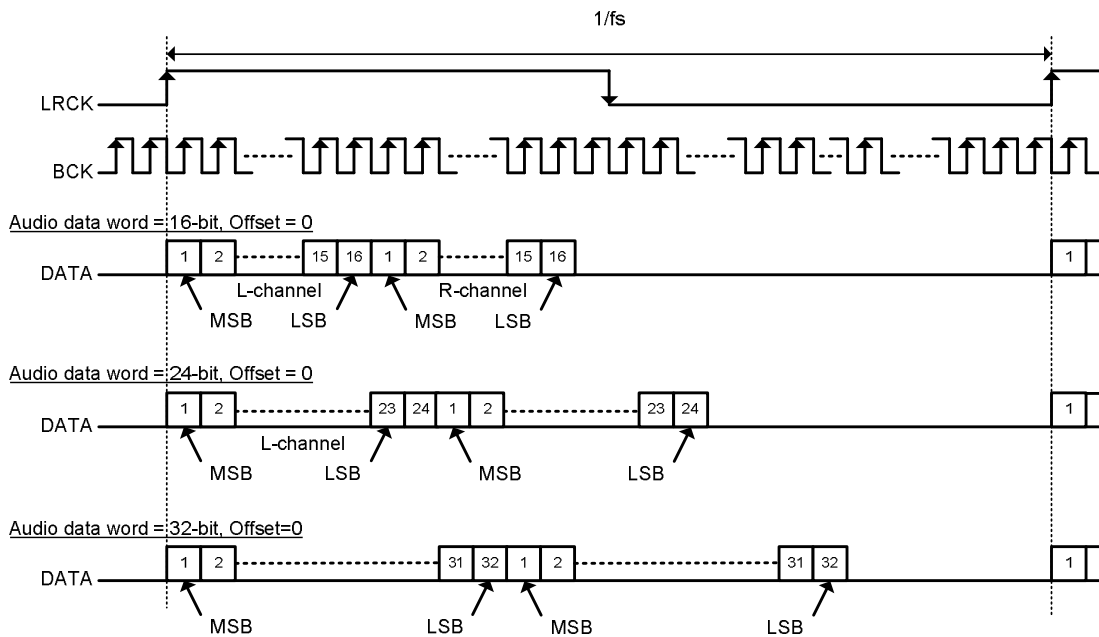 1/fs
LRCK
BCK
Audio data word = 16-bit, Offset = 0
DATA 1 2 15 16 1 2 15 16 1
L-channel R-channel
MSB LSB MSB LSB
Audio data word = 24-bit, Offset = 0
DATA 1 2 23 24 1 2 23 24 1
L-channel
MSB LSB MSB LSB
Audio data word = 32-bit, Offset=0
DATA 1 2 31 32 1 2 31 32 1
MSB LSB MSB LSB